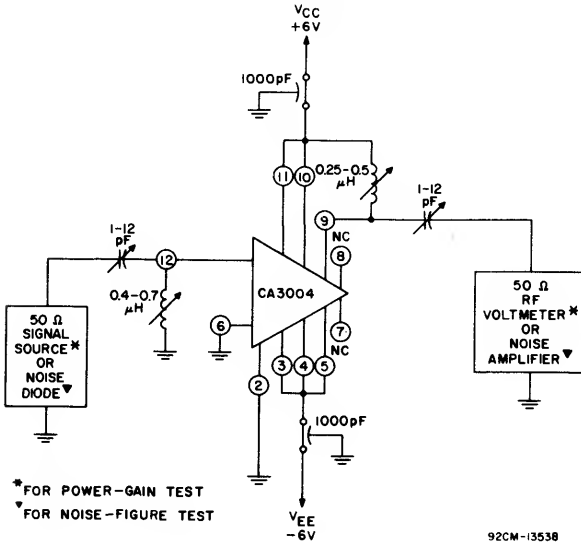 VCC
+6V
1000pF
11
10
0.25-0.5
μH
1-12
pF
9
NC
8
1-12
pF
12
CA3004
0.4-0.7
μH
6
7
NC
50 Ω
SIGNAL
SOURCE*
OR
NOISE
DIODE▼
50 Ω
RF
VOLTMETER*
OR
NOISE
AMPLIFIER▼
2
3
4
5
1000pF
*FOR POWER-GAIN TEST
▼FOR NOISE-FIGURE TEST
VEE
-6V
92CM-13538